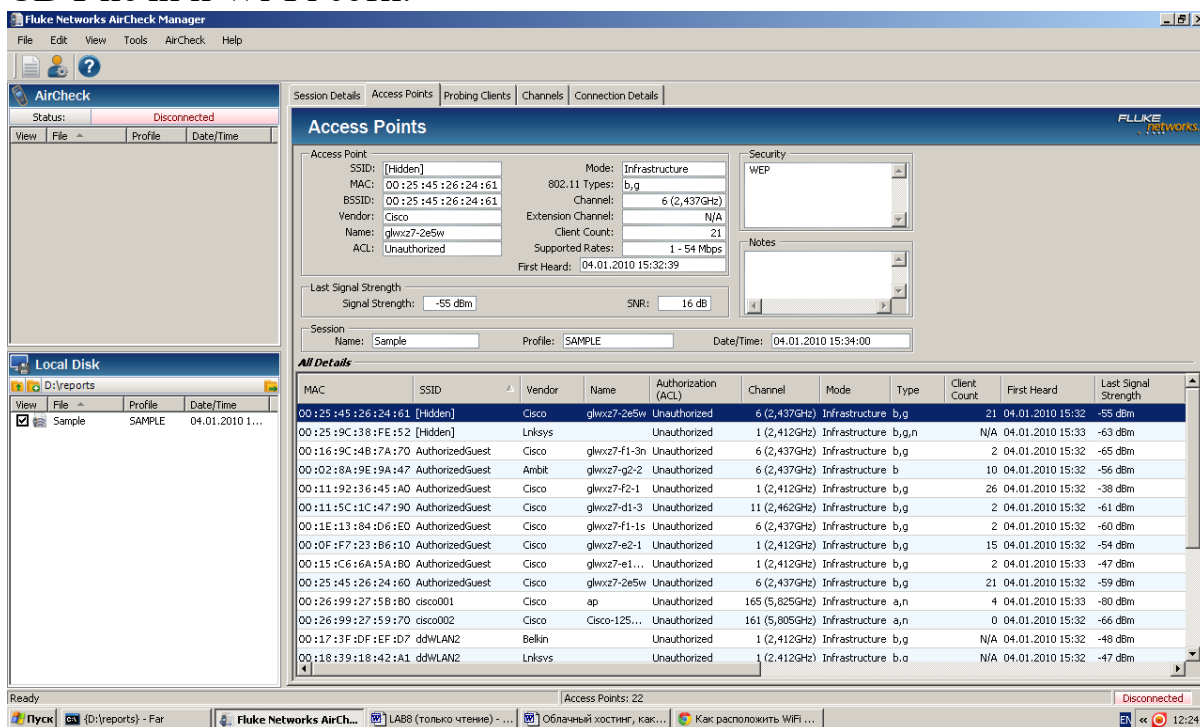 Fluke Networks AirCheck Manager
File Edit View Tools AirCheck Help
AirCheck
Status: Disconnected
View File Profile Date/Time
Local Disk
D:\reports
View File Profile Date/Time
Sample SAMPLE 04.01.2010 1...
Session Details Access Points Probing Clients Channels Connection Details
Access Points
FLUKE networks.
Access Point
SSID: [Hidden]
MAC: 00:25:45:26:24:61
BSSID: 00:25:45:26:24:61
Vendor: Cisco
Name: glwxz7-2e5w
ACL: Unauthorized
Mode: Infrastructure
802.11 Types: b,g
Channel: 6 (2,437GHz)
Extension Channel: N/A
Client Count: 21
Supported Rates: 1 - 54 Mbps
First Heard: 04.01.2010 15:32:39
Security
WEP
Notes
Last Signal Strength
Signal Strength: -55 dBm SNR: 16 dB
Session
Name: Sample Profile: SAMPLE Date/Time: 04.01.2010 15:34:00
All Details
MAC SSID Vendor Name Authorization (ACL) Channel Mode Type Client Count First Heard Last Signal Strength
00:25:45:26:24:61 [Hidden] Cisco glwxz7-2e5w Unauthorized 6 (2,437GHz) Infrastructure b,g 21 04.01.2010 15:32 -55 dBm
00:25:9C:38:FE:52 [Hidden] Lnksys Unauthorized 1 (2,412GHz) Infrastructure b,g,n N/A 04.01.2010 15:33 -63 dBm
00:16:9C:4B:7A:70 AuthorizedGuest Cisco glwxz7-f1-3n Unauthorized 6 (2,437GHz) Infrastructure b,g 2 04.01.2010 15:32 -65 dBm
00:02:8A:9E:9A:47 AuthorizedGuest Ambit glwxz7-g2-2 Unauthorized 6 (2,437GHz) Infrastructure b 10 04.01.2010 15:32 -56 dBm
00:11:92:36:45:A0 AuthorizedGuest Cisco glwxz7-f2-1 Unauthorized 1 (2,412GHz) Infrastructure b,g 26 04.01.2010 15:32 -38 dBm
00:11:5C:1C:47:90 AuthorizedGuest Cisco glwxz7-d1-3 Unauthorized 11 (2,462GHz) Infrastructure b,g 2 04.01.2010 15:32 -61 dBm
00:1E:13:84:D6:E0 AuthorizedGuest Cisco glwxz7-f1-1s Unauthorized 6 (2,437GHz) Infrastructure b,g 2 04.01.2010 15:32 -60 dBm
00:0F:F7:23:B6:10 AuthorizedGuest Cisco glwxz7-e2-1 Unauthorized 1 (2,412GHz) Infrastructure b,g 15 04.01.2010 15:32 -54 dBm
00:15:C6:6A:5A:B0 AuthorizedGuest Cisco glwxz7-e1... Unauthorized 1 (2,412GHz) Infrastructure b,g 2 04.01.2010 15:33 -47 dBm
00:25:45:26:24:60 AuthorizedGuest Cisco glwxz7-2e5w Unauthorized 6 (2,437GHz) Infrastructure b,g 21 04.01.2010 15:32 -59 dBm
00:26:99:27:5B:B0 cisco001 Cisco ap Unauthorized 165 (5,825GHz) Infrastructure a,n 4 04.01.2010 15:33 -80 dBm
00:26:99:27:59:70 cisco002 Cisco Cisco-125... Unauthorized 161 (5,805GHz) Infrastructure a,n 0 04.01.2010 15:32 -66 dBm
00:17:3F:DF:EF:D7 ddWLAN2 Belkin Unauthorized 1 (2,412GHz) Infrastructure b,g N/A 04.01.2010 15:32 -48 dBm
00:18:39:18:42:A1 ddWLAN2 Lnksys Unauthorized 1 (2,412GHz) Infrastructure b,g N/A 04.01.2010 15:32 -47 dBm
Ready Access Points: 22 Disconnected
Пуск {D:\reports} - Far Fluke Networks AirCh... LAB8 (только чтение) - ... Облачный хостинг, как... Как расположить WiFi ... EN « 12:24